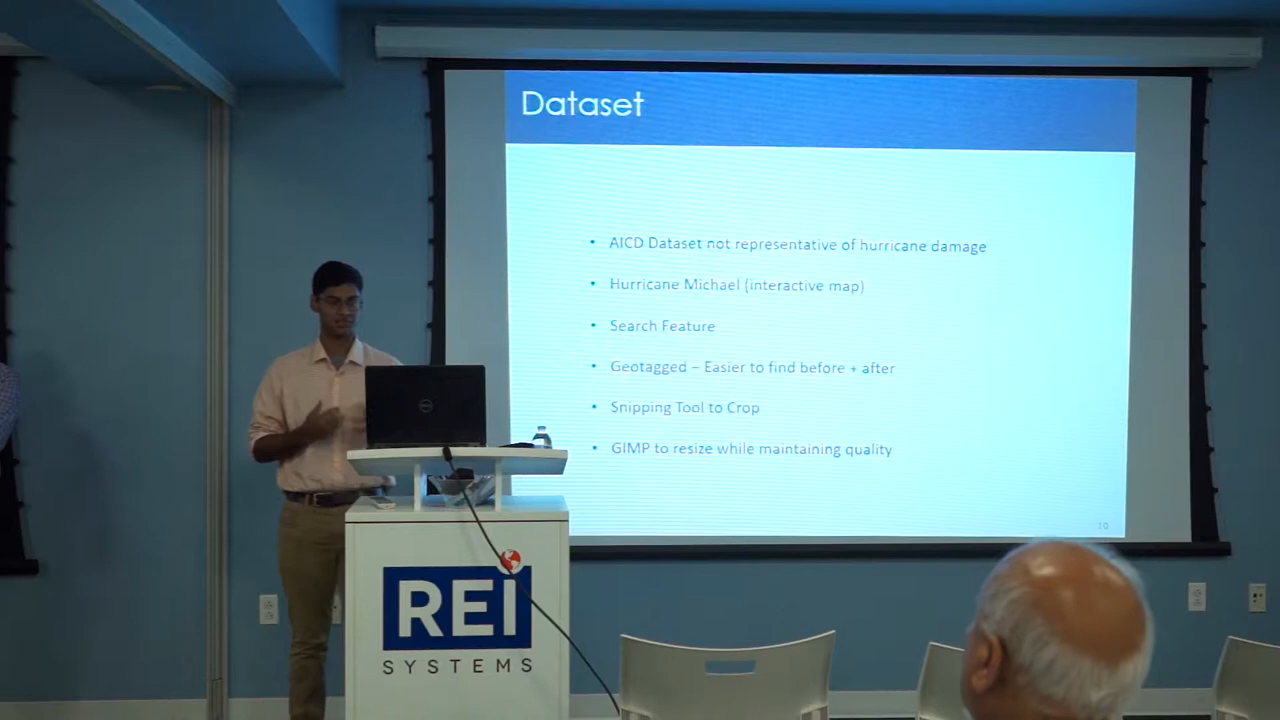 Dataset
• AICD Dataset not representative of hurricane damage
• Hurricane Michael (interactive map)
• Search Feature
• Geotagged – Easier to find before + after
• Snipping Tool to Crop
• GIMP to resize while maintaining quality
10
DELL
REI
SYSTEMS